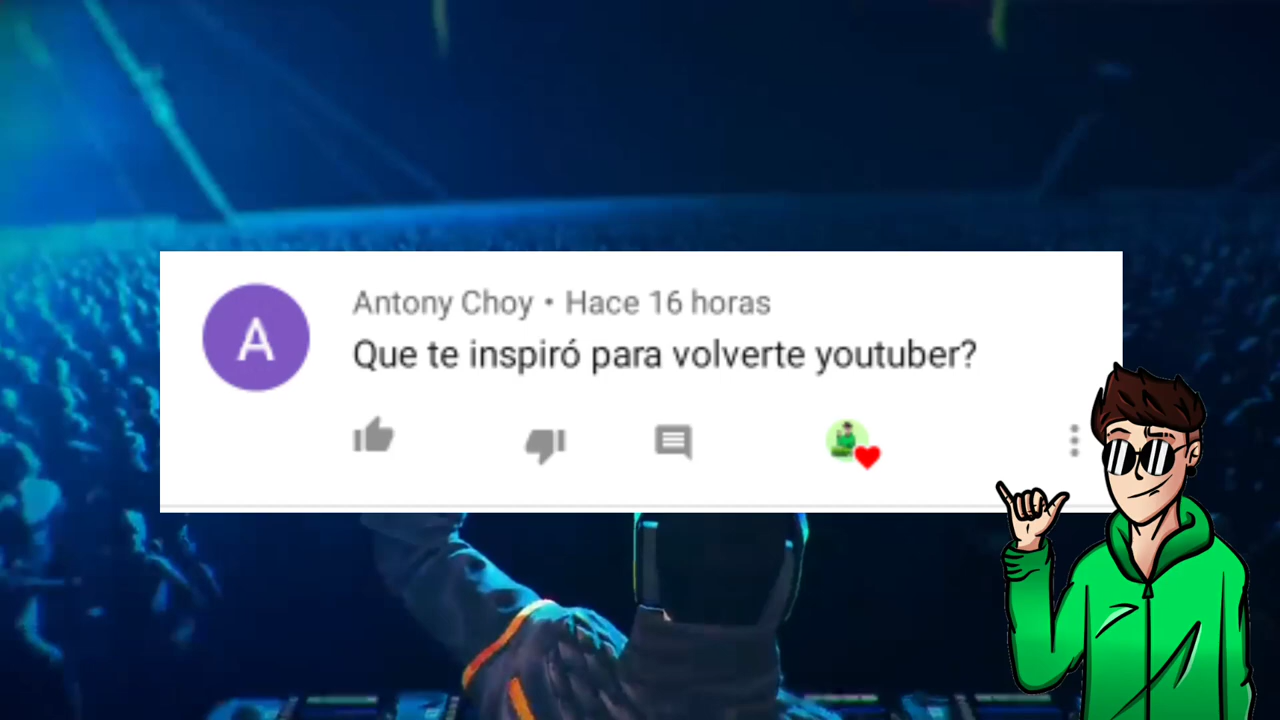 A
Antony Choy • Hace 16 horas
Que te inspiró para volverte youtuber?